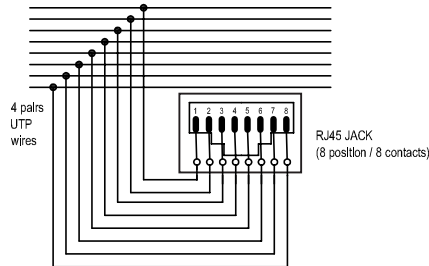 1 2 3 4 5 6 7 8
4 pairs
UTP
wires
RJ45 JACK
(8 position / 8 contacts)